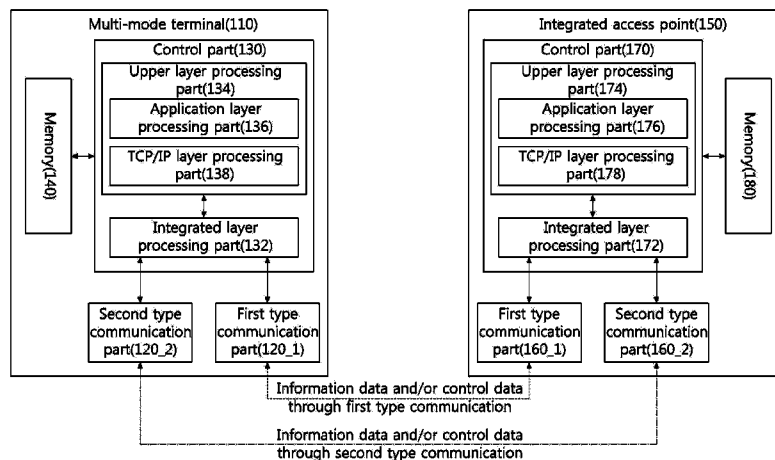 Multi-mode terminal(110)
Control part(130)
Upper layer processing
part(134)
Application layer
processing part(136)
TCP/IP layer processing
part(138)
Integrated layer
processing part(132)
Memory(140)
Second type
communication
part(120_2)
First type
communication
part(120_1)
Integrated access point(150)
Control part(170)
Upper layer processing
part(174)
Application layer
processing part(176)
TCP/IP layer processing
part(178)
Integrated layer
processing part(172)
Memory(180)
First type
communication
part(160_1)
Second type
communication
part(160_2)
Information data and/or control data
through first type communication
Information data and/or control data
through second type communication